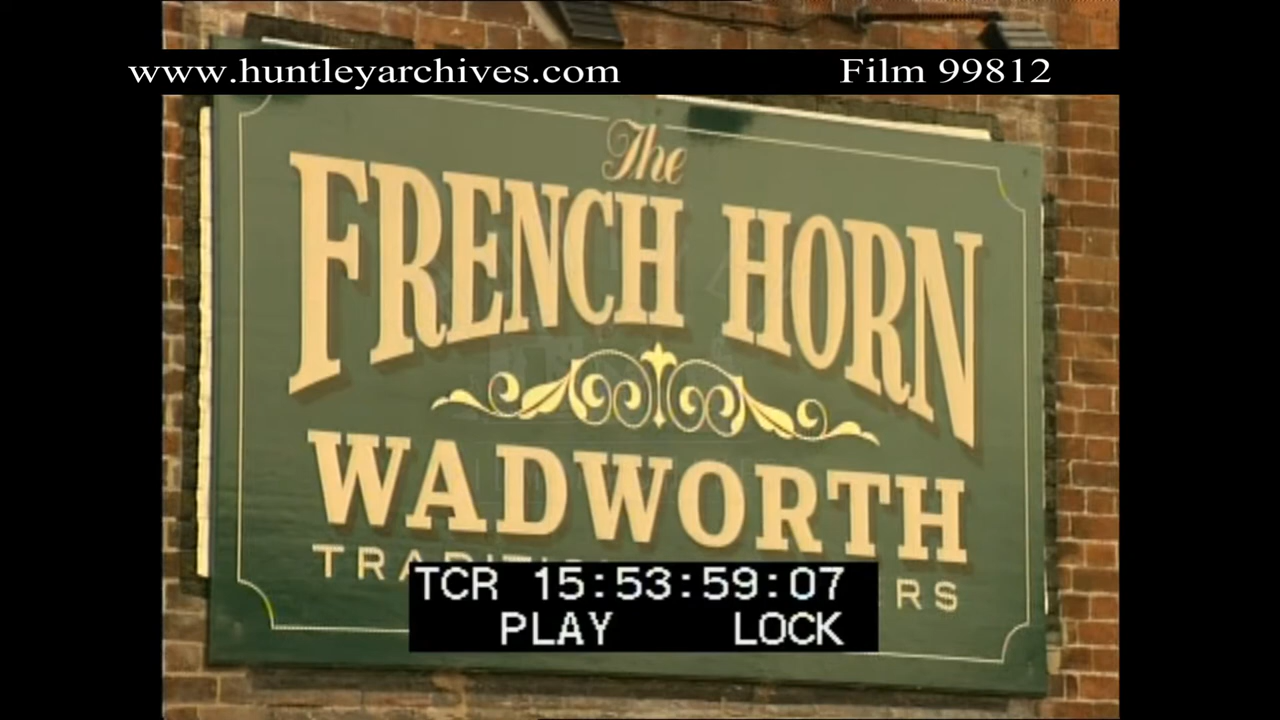 www.huntleyarchives.com Film 99812
The
FRENCH HORN
WADWORTH
TCR 15:53:59:07
PLAY LOCK